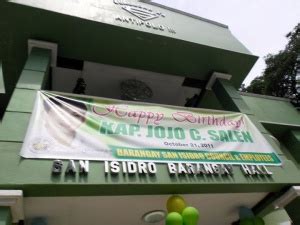 ANTIPOLO
Happy Birthday!
KAP. JOJO C. SALEN
October 21, 2011
BARANGAY SAN ISIDRO COUNCIL & EMPLOYEES
SAN ISIDRO BARANGAY HALL